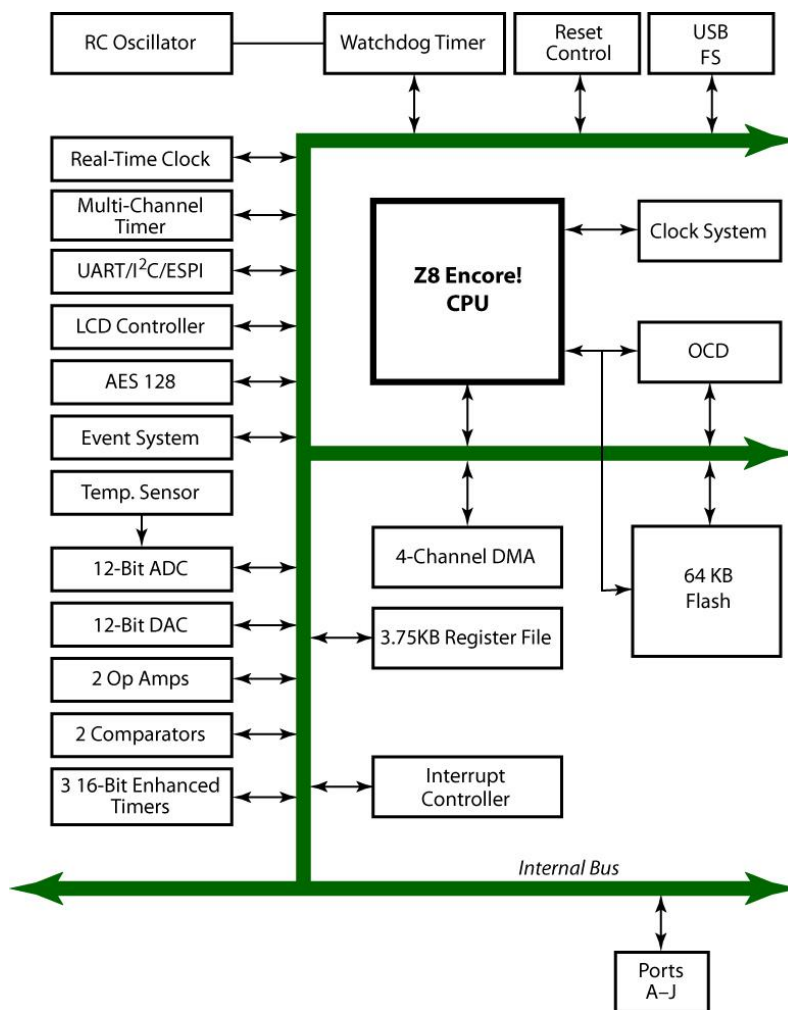 RC Oscillator
Watchdog Timer
Reset
Control
USB
FS
Real-Time Clock
Multi-Channel
Timer
UART/I²C/ESPI
LCD Controller
AES 128
Event System
Temp. Sensor
12-Bit ADC
12-Bit DAC
2 Op Amps
2 Comparators
3 16-Bit Enhanced
Timers
Z8 Encore!
CPU
Clock System
OCD
4-Channel DMA
64 KB
Flash
3.75KB Register File
Interrupt
Controller
Internal Bus
Ports
A–J